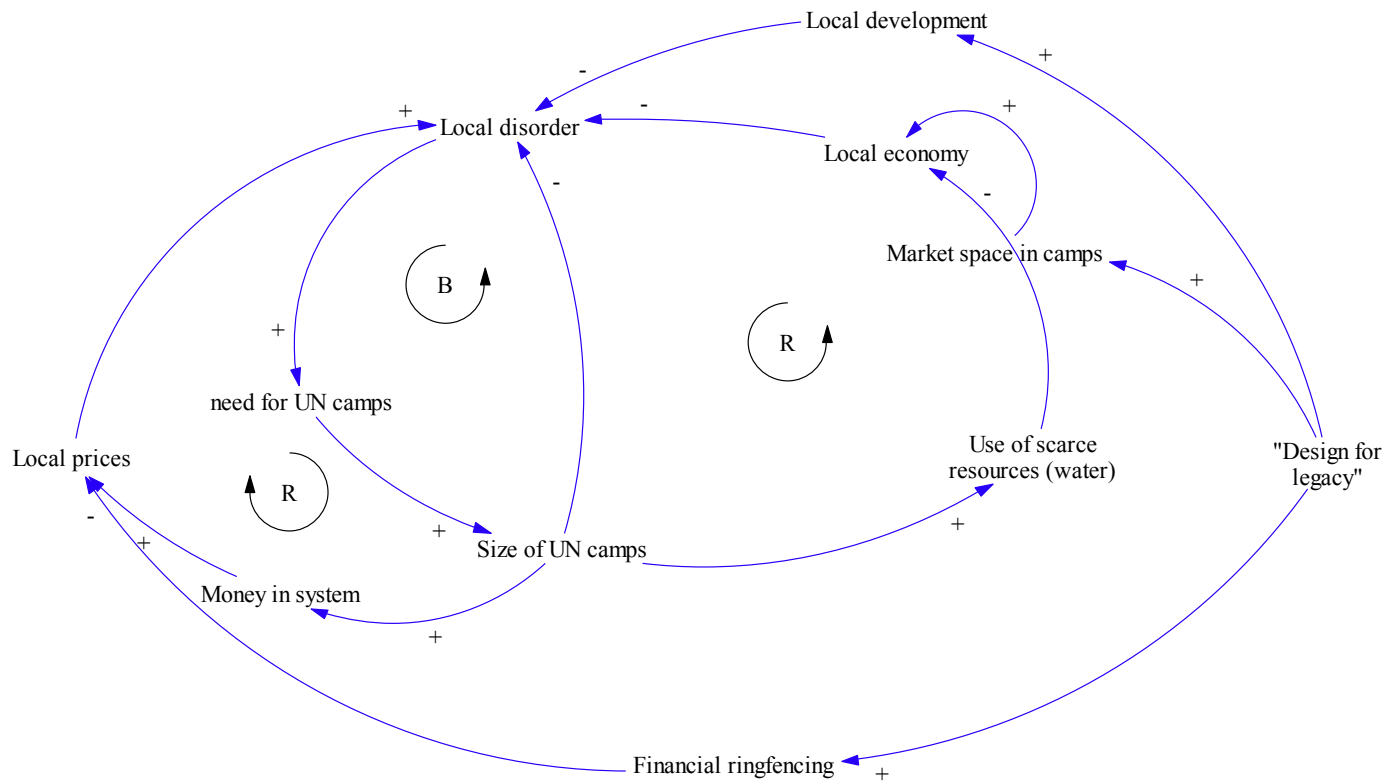 Local development
+
-
+
-
+
Local disorder
Local economy
-
-
Market space in camps
B
+
R
+
need for UN camps
Local prices
Use of scarce
resources (water)
"Design for
legacy"
R
-
+
+
+
Size of UN camps
Money in system
+
Financial ringfencing
+